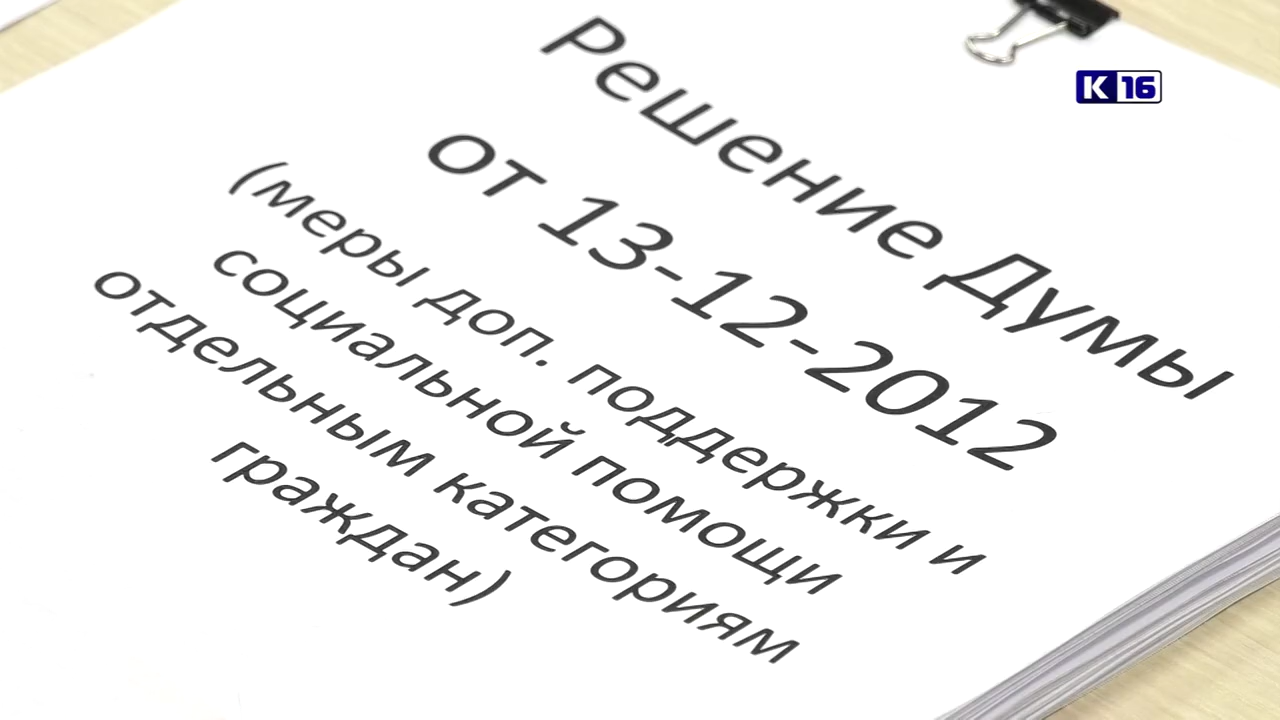 К 16
Решение Думы
от 13-12-2012
(меры доп. поддержки и
социальной помощи
отдельным категориям
граждан)